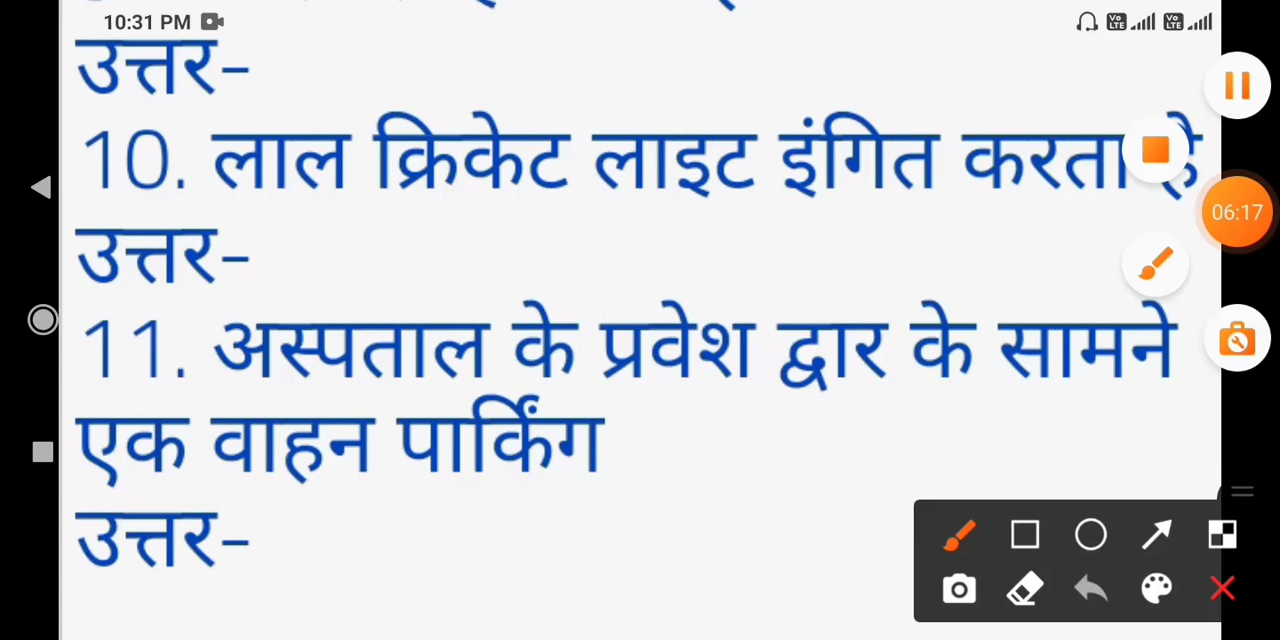 10:31 PM
उत्तर-
10. लाल क्रिकेट लाइट इंगित करता है
06:17
उत्तर-
11. अस्पताल के प्रवेश द्वार के सामने
एक वाहन पार्किंग
उत्तर-